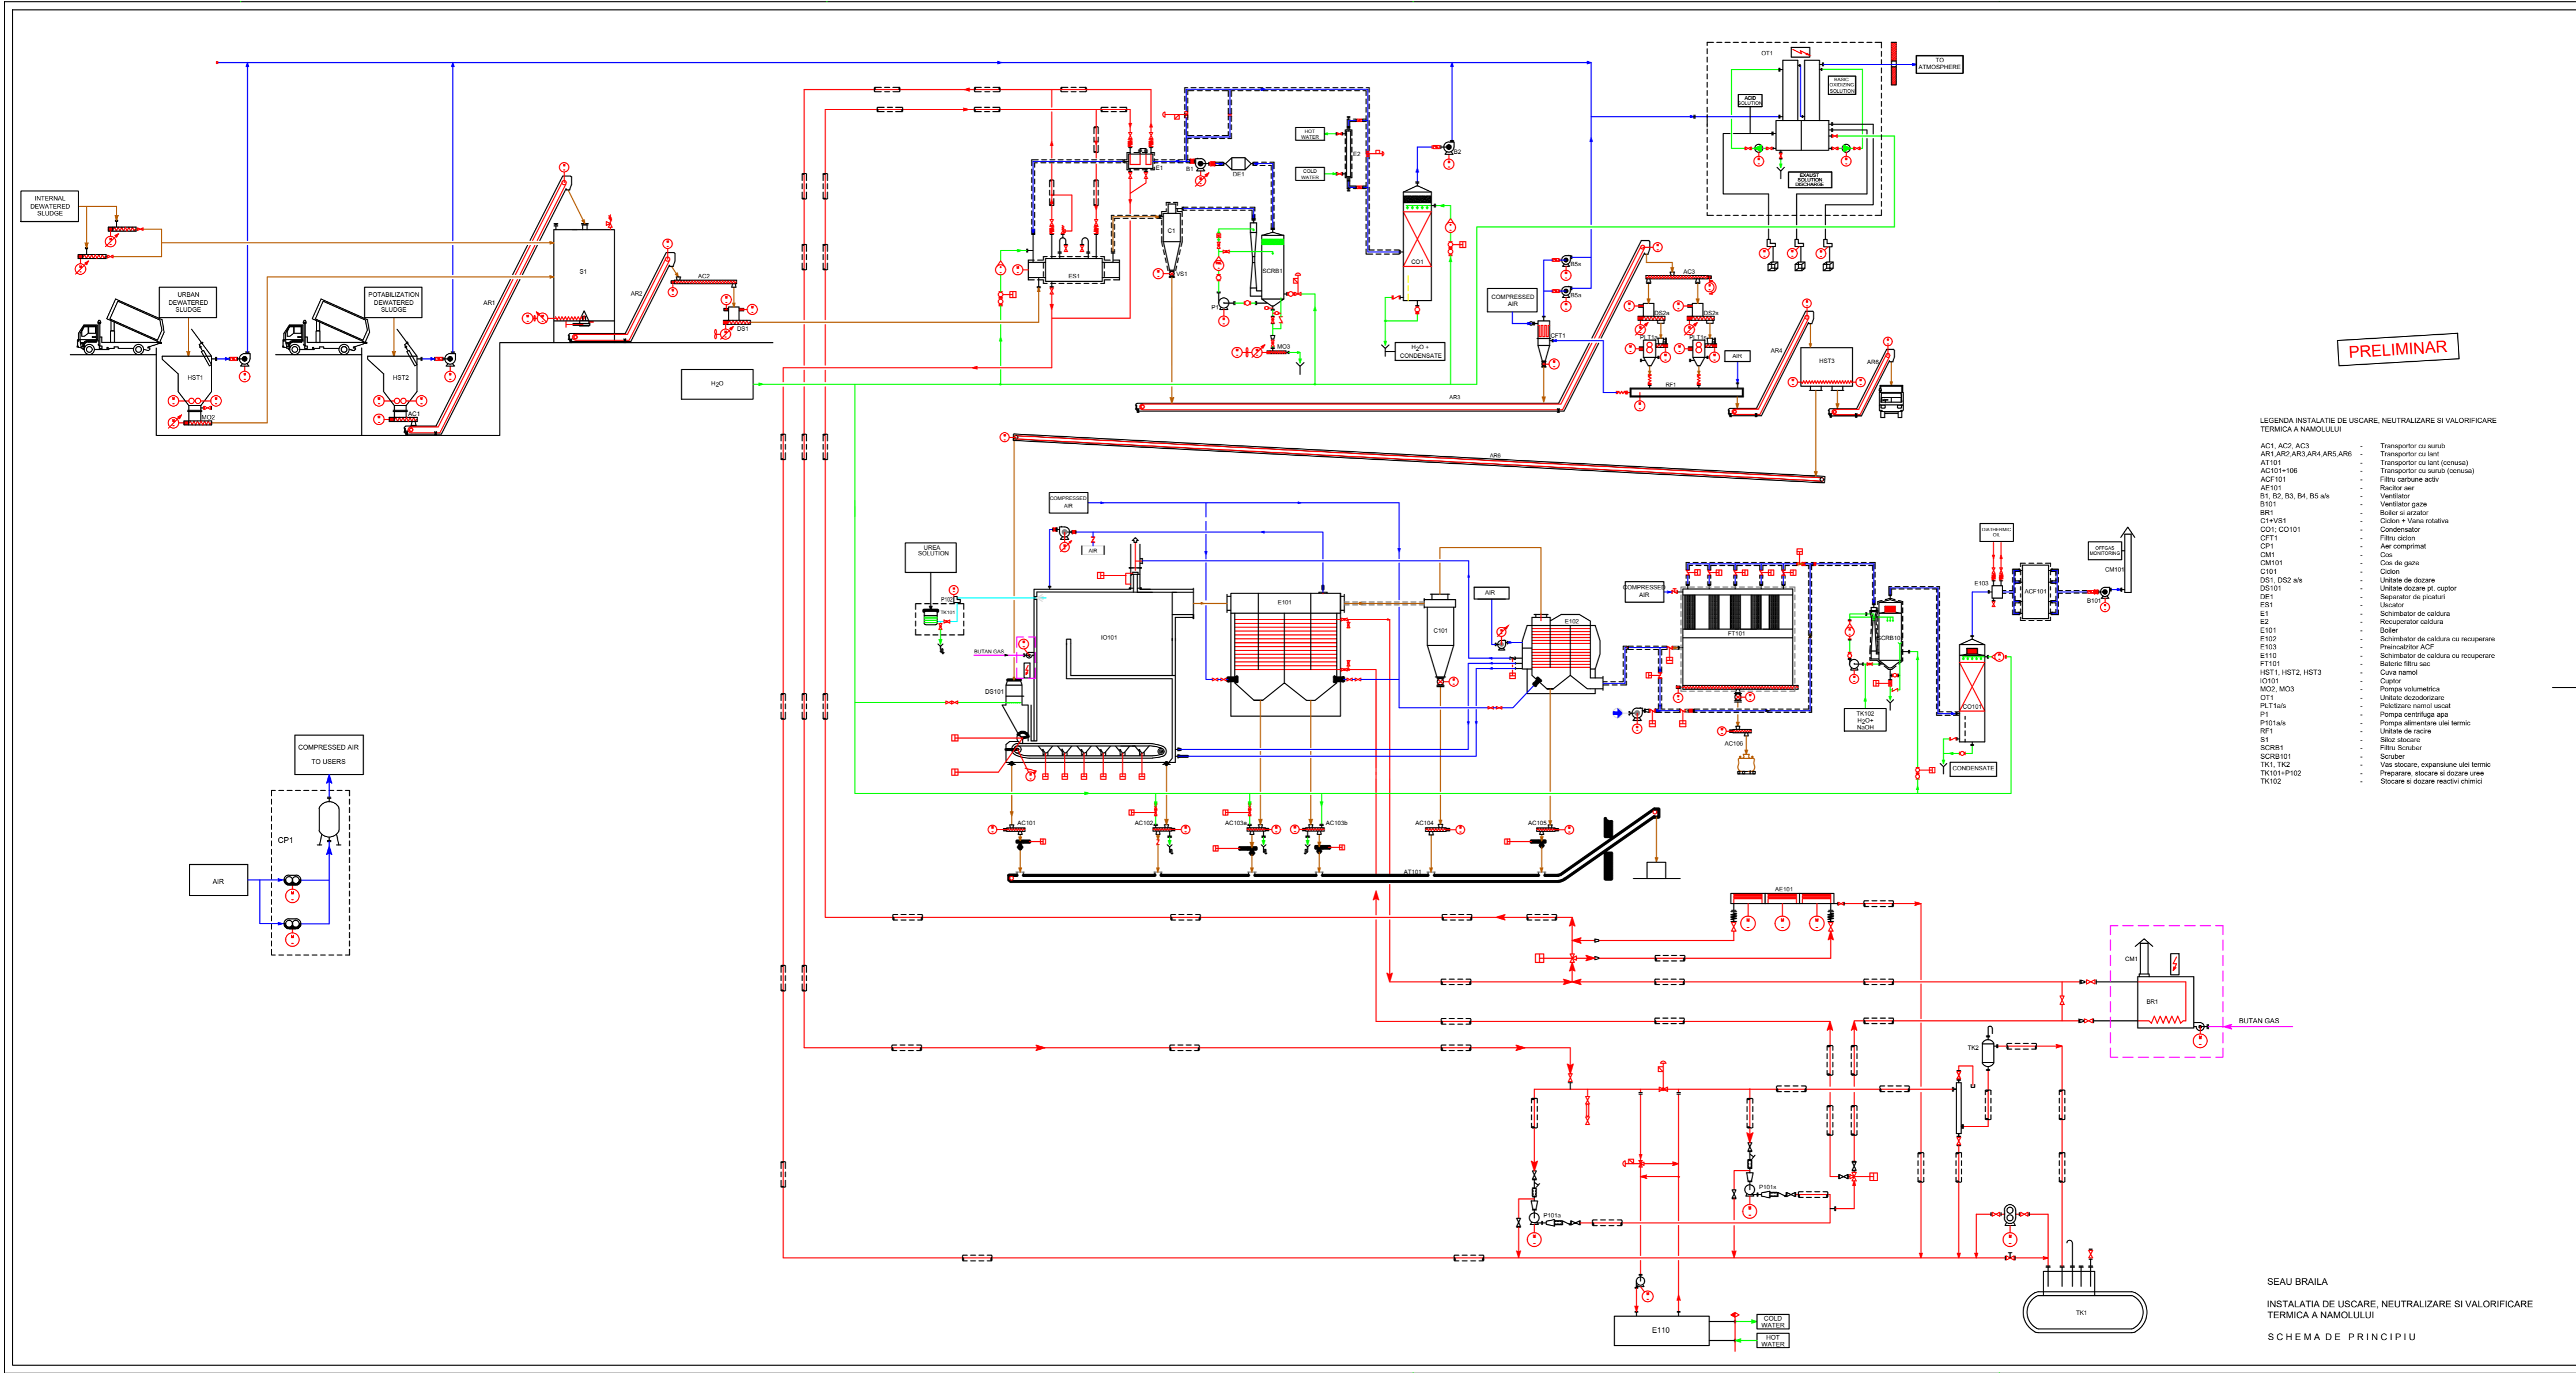 OT1
TO
ATMOSPHERE
ACID
SOLUTION
BASIC
OXIDIZING
SOLUTION
EXAUST
SOLUTION
DISCHARGE
HOT
WATER
COLD
WATER
E2
B2
E1
B1
DE1
C1
VS1
ES1
SCRB1
P1
MO3
CO1
H2O +
CONDENSATE
INTERNAL
DEWATERED
SLUDGE
URBAN
DEWATERED
SLUDGE
POTABILIZATION
DEWATERED
SLUDGE
HST1
HST2
MO2
AC1
AR1
S1
AR2
AC2
DS1
H2O
COMPRESSED
AIR
B5s
B5a
CFT1
AC3
DS2a
DS2s
AIR
RF1
AR4
HST3
AR3
AR6
PRELIMINAR
LEGENDA INSTALATIE DE USCARE, NEUTRALIZARE SI VALORIFICARE
TERMICA A NAMOLULUI
AC1, AC2, AC3 - Transportor cu surub
AR1,AR2,AR3,AR4,AR5,AR6 - Transportor cu lant
AT101 - Transportor cu lant (cenusa)
AC101÷106 - Transportor cu surub (cenusa)
ACF101 - Filtru carbune activ
AE101 - Racitor aer
B1, B2, B3, B4, B5 a/s - Ventilator
B101 - Ventilator gaze
BR1 - Boiler si arzator
C1+VS1 - Ciclon + Vana rotativa
CO1; CO101 - Condensator
CFT1 - Filtru ciclon
CP1 - Aer comprimat
CM1 - Cos
CM101 - Cos de gaze
C101 - Ciclon
DS1, DS2 a/s - Unitate de dozare
DS101 - Unitate dozare pt. cuptor
DE1 - Separator de picaturi
ES1 - Uscator
E1 - Schimbator de caldura
E2 - Recuperator caldura
E101 - Boiler
E102 - Schimbator de caldura cu recuperare
E103 - Preincalzitor ACF
E110 - Schimbator de caldura cu recuperare
FT101 - Baterie filtru sac
HST1, HST2, HST3 - Cuva namol
IO101 - Cuptor
MO2, MO3 - Pompa volumetrica
OT1 - Unitate dezodorizare
PLT1a/s - Peletizare namol uscat
P1 - Pompa centrifuga apa
P101a/s - Pompa alimentare ulei termic
RF1 - Unitate de racire
S1 - Siloz stocare
SCRB1 - Filtru Scruber
SCRB101 - Scruber
TK1, TK2 - Vas stocare, expansiune ulei termic
TK101+P102 - Preparare, stocare si dozare uree
TK102 - Stocare si dozare reactivi chimici
COMPRESSED
AIR
AIR
UREA
SOLUTION
P102
TK101
BUTAN GAS
DS101
IO101
E101
C101
AIR
E102
COMPRESSED
AIR
FT101
AC106
TK102
H2O+
NaOH
CO101
CONDENSATE
DIATHERMIC
OIL
E103
ACF101
B101
OFFGAS
MONITORING
CM101
AC101
AC102
AC103a
AC103b
AC104
AC105
AT101
COMPRESSED AIR
TO USERS
CP1
AIR
AE101
CM1
BR1
BUTAN GAS
TK2
P101s
P101a
E110
COLD
WATER
HOT
WATER
TK1
SEAU BRAILA
INSTALATIA DE USCARE, NEUTRALIZARE SI VALORIFICARE
TERMICA A NAMOLULUI
SCHEMA DE PRINCIPIU